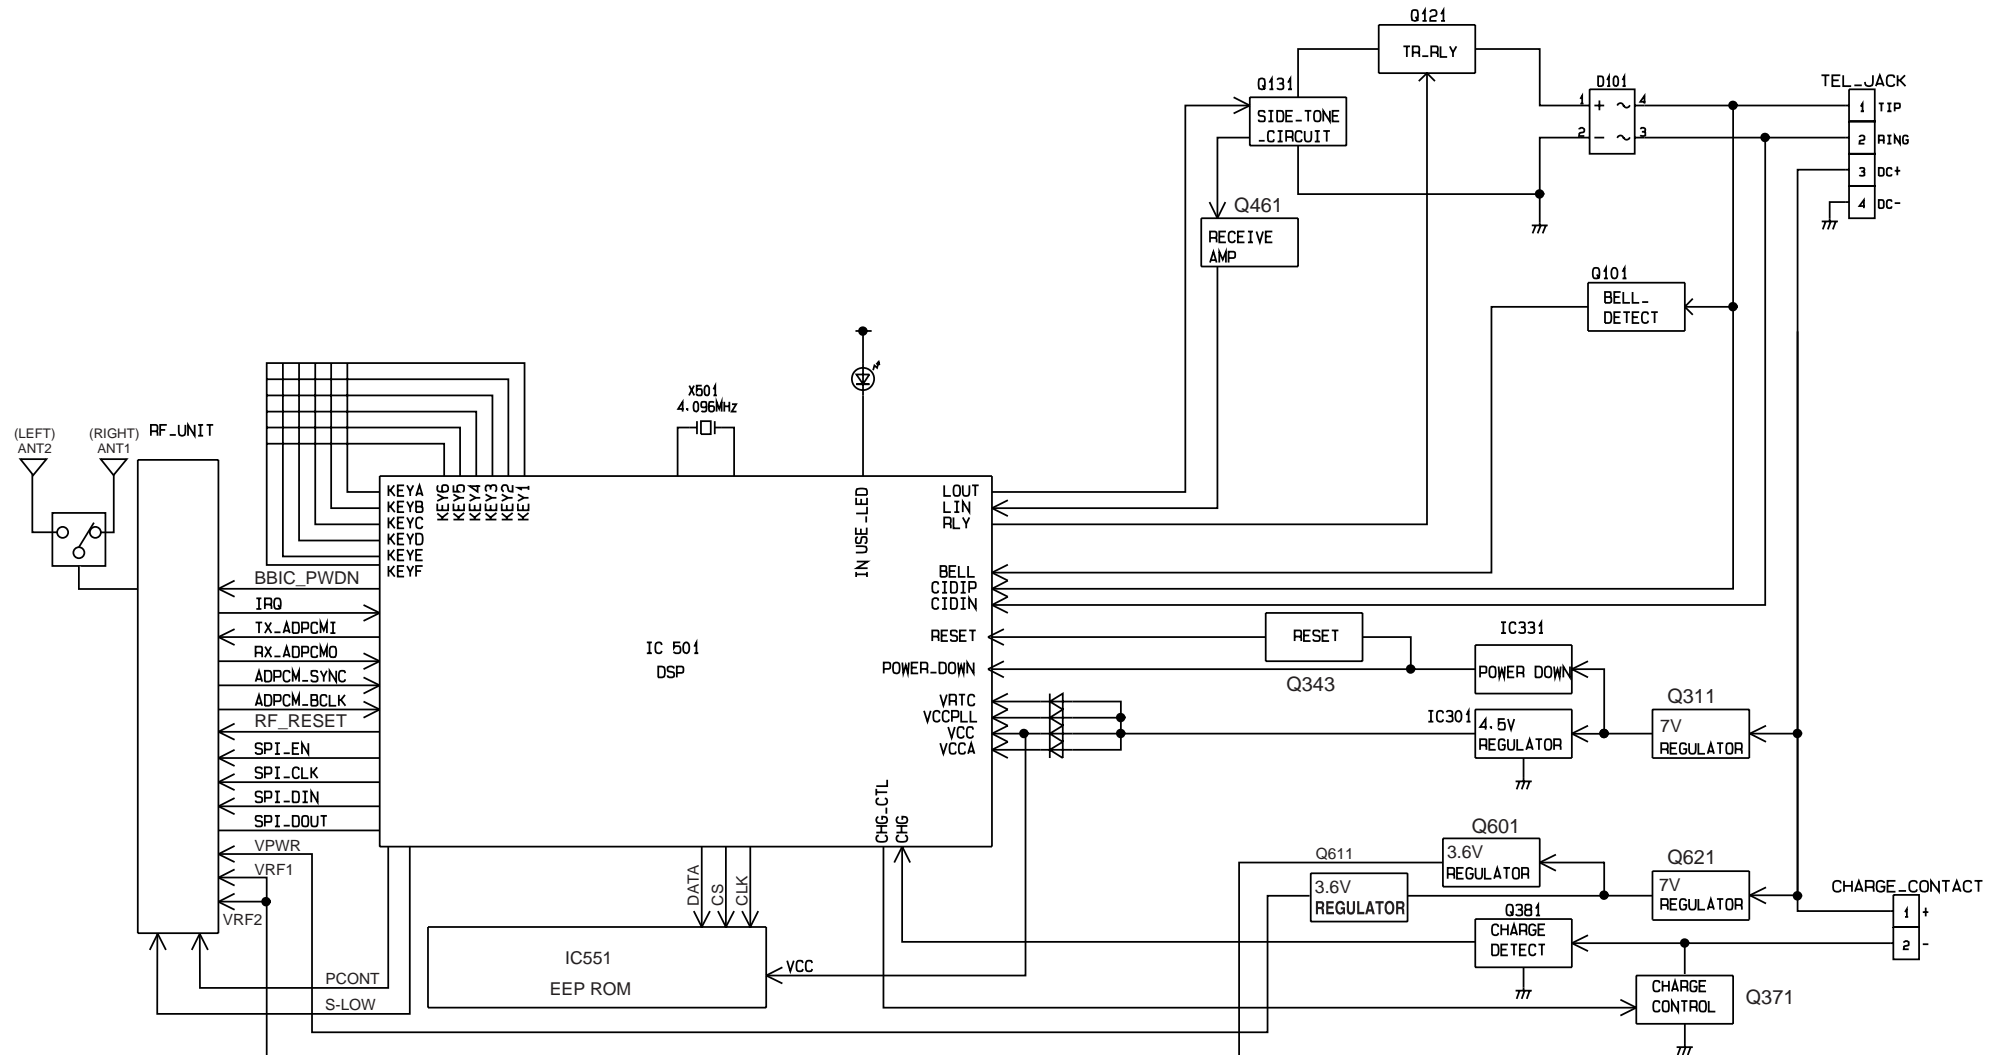 Q121
TR_RLY
Q131
SIDE_TONE
_CIRCUIT
D101
1 + ~ 4
2 - ~ 3
TEL_JACK
1 TIP
2 RING
3 DC+
4 DC-
Q461
RECEIVE
AMP
Q101
BELL_
DETECT
X501
4.096MHz
(LEFT)
ANT2
(RIGHT)
ANT1
RF_UNIT
KEYA
KEYB
KEYC
KEYD
KEYE
KEYF
KEY6
KEY5
KEY4
KEY3
KEY2
KEY1
IN USE_LED
LOUT
LIN
RLY
BELL
CIDIP
CIDIN
RESET
POWER_DOWN
VRTC
VCCPLL
VCC
VCCA
IC 501
DSP
BBIC_PWDN
IRQ
TX_ADPCMI
RX_ADPCMO
ADPCM_SYNC
ADPCM_BCLK
RF_RESET
SPI_EN
SPI_CLK
SPI_DIN
SPI_DOUT
VPWR
VRF1
VRF2
PCONT
S-LOW
RESET
Q343
IC331
POWER DOWN
IC301
4.5V
REGULATOR
Q311
7V
REGULATOR
CHG_CTL
CHG
DATA
CS
CLK
IC551
EEP ROM
VCC
Q601
3.6V
REGULATOR
Q611
3.6V
REGULATOR
Q621
7V
REGULATOR
Q381
CHARGE
DETECT
CHARGE_CONTACT
1 +
2 -
CHARGE
CONTROL
Q371